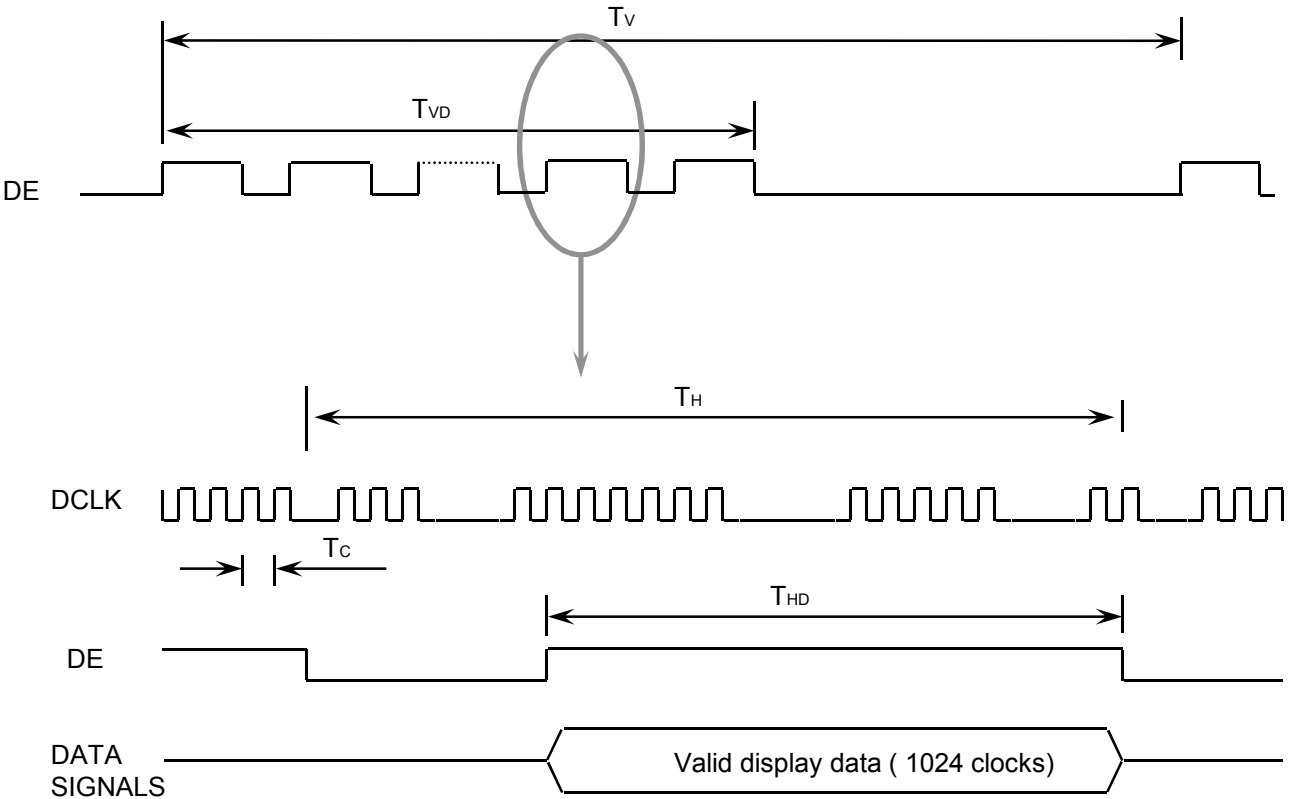 TV
TVD
DE
TH
DCLK
TC
THD
DE
DATA
SIGNALS
Valid display data ( 1024 clocks)